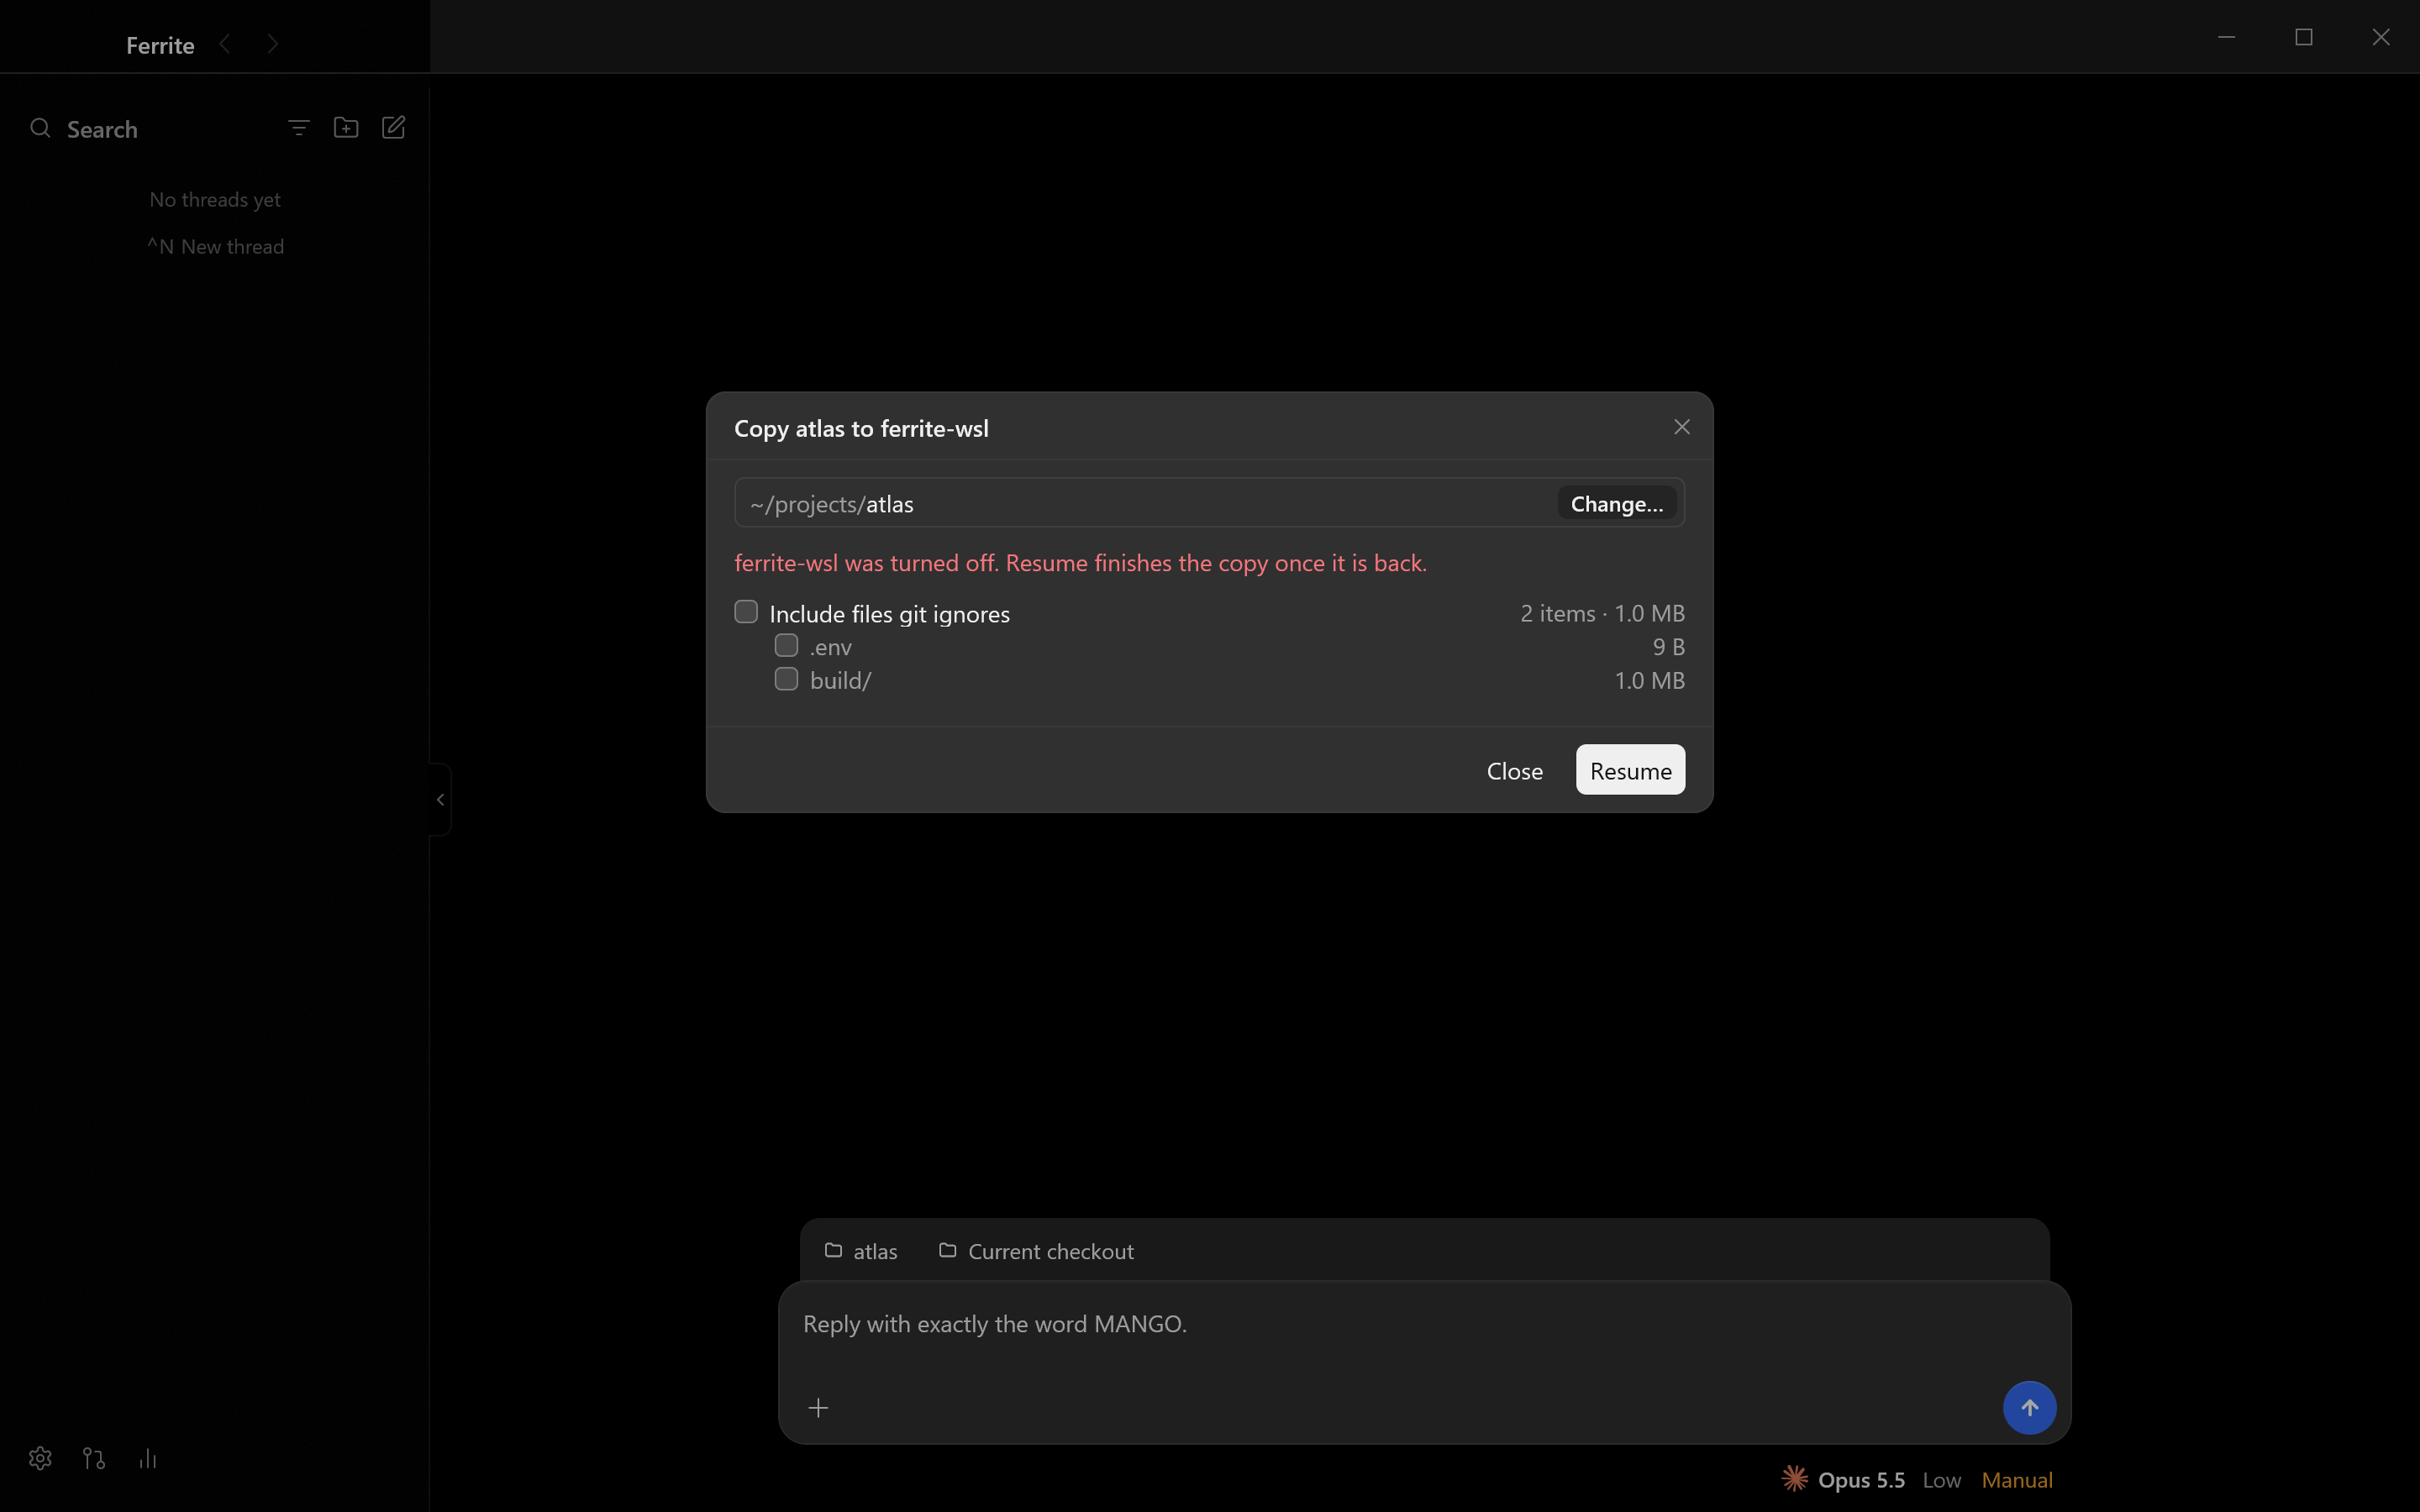 Ferrite
Search
No threads yet
^N New thread
Copy atlas to ferrite-wsl
~/projects/atlas Change...
ferrite-wsl was turned off. Resume finishes the copy once it is back.
Include files git ignores 2 items · 1.0 MB
.env 9 B
build/ 1.0 MB
Close Resume
atlas Current checkout
Reply with exactly the word MANGO.
Opus 5.5 Low Manual